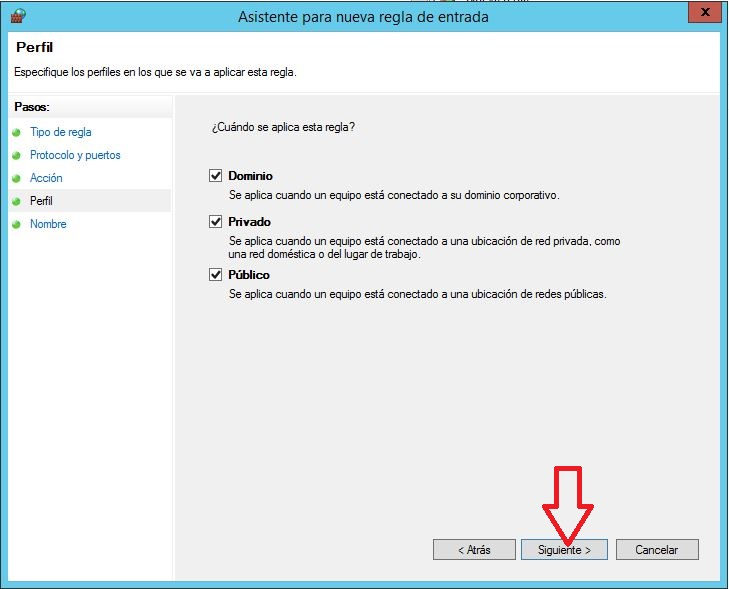 Asistente para nueva regla de entrada
x
Perfil
Especifique los perfiles en los que se va a aplicar esta regla.
Pasos:
Tipo de regla
Protocolo y puertos
Acción
Perfil
Nombre
¿Cuándo se aplica esta regla?
Dominio
Se aplica cuando un equipo está conectado a su dominio corporativo.
Privado
Se aplica cuando un equipo está conectado a una ubicación de red privada, como
una red doméstica o del lugar de trabajo.
Público
Se aplica cuando un equipo está conectado a una ubicación de redes públicas.
< Atrás
Siguiente >
Cancelar